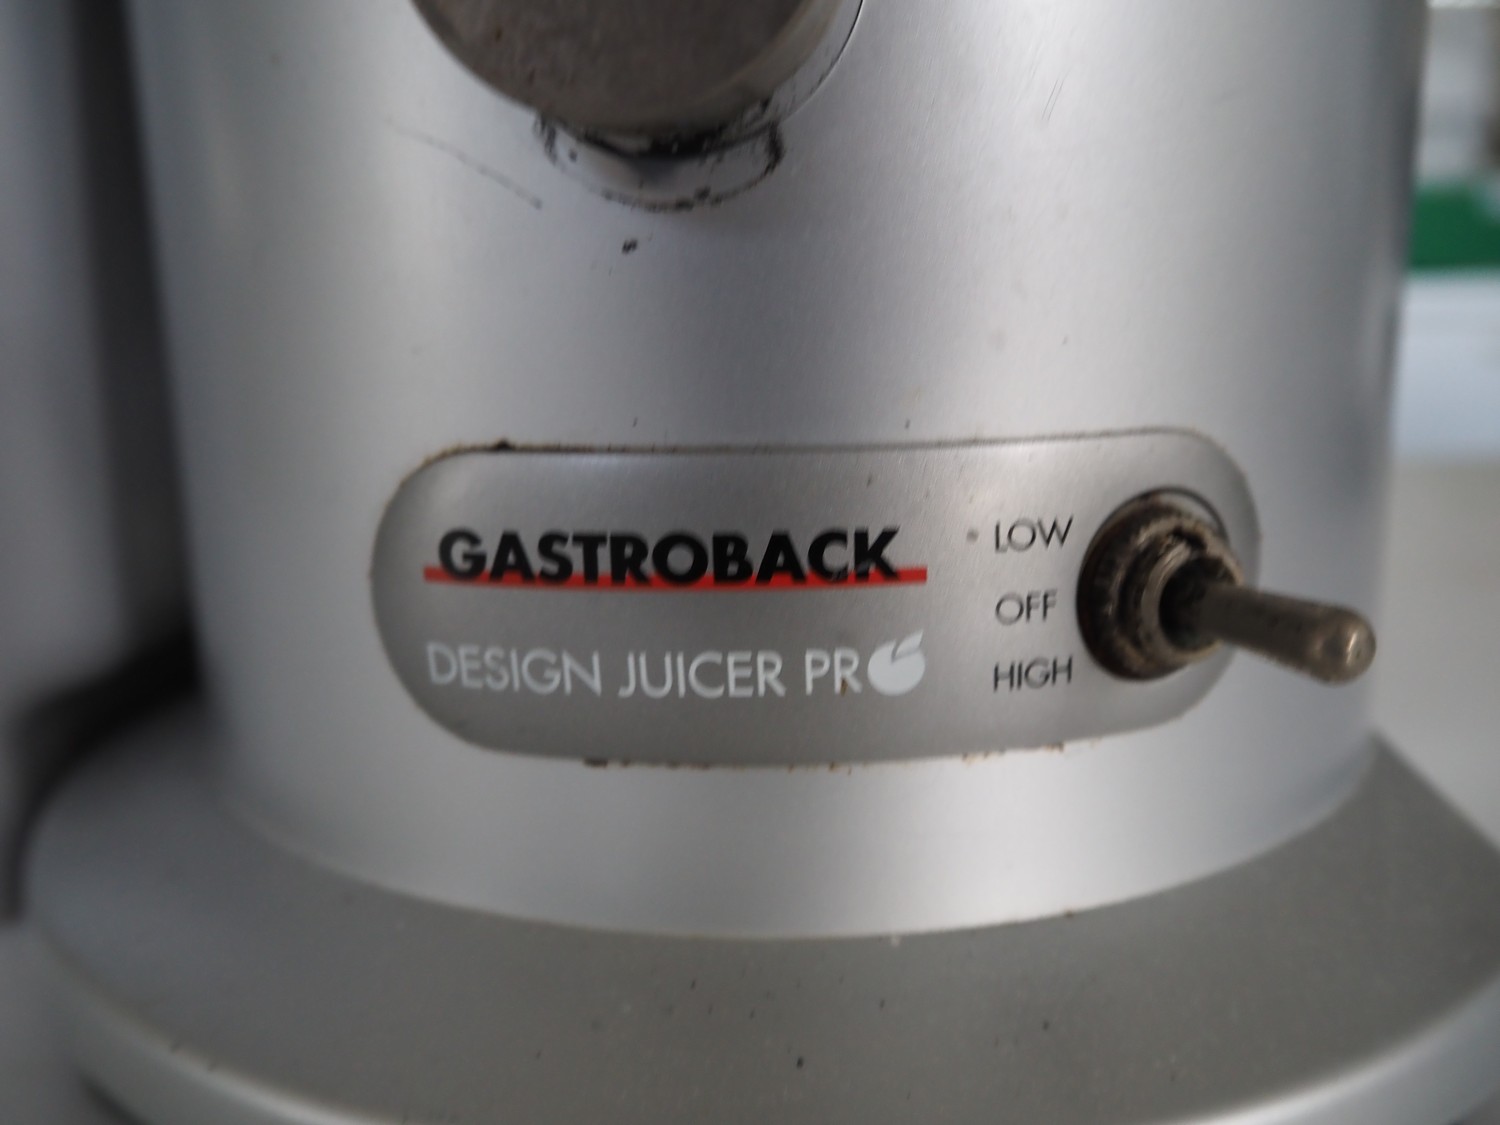 GASTROBACK
DESIGN JUICER PRO
LOW
OFF
HIGH